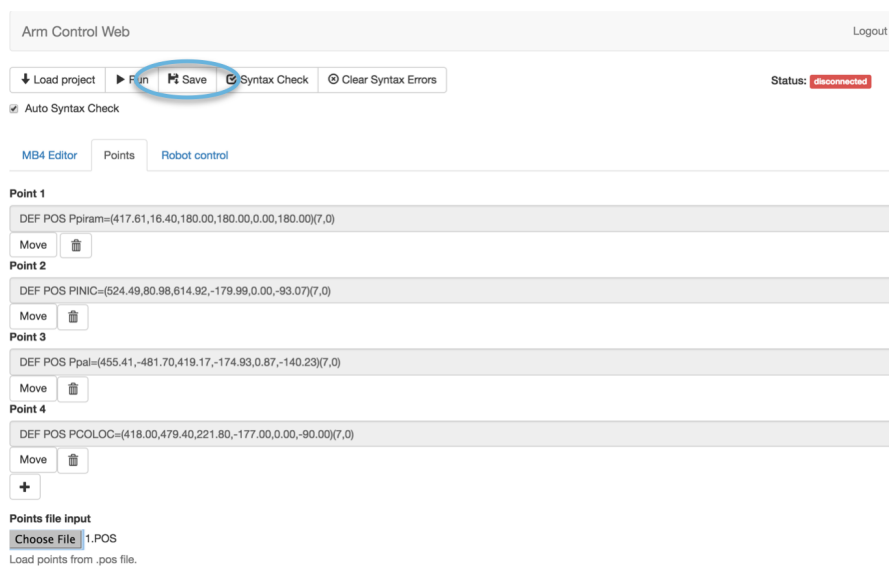 Arm Control Web Logout
Load project Run Save Syntax Check Clear Syntax Errors Status: disconnected
Auto Syntax Check
MB4 Editor Points Robot control
Point 1
DEF POS Ppiram=(417.61,16.40,180.00,180.00,0.00,180.00)(7,0)
Move
Point 2
DEF POS PINIC=(524.49,80.98,614.92,-179.99,0.00,-93.07)(7,0)
Move
Point 3
DEF POS Ppal=(455.41,-481.70,419.17,-174.93,0.87,-140.23)(7,0)
Move
Point 4
DEF POS PCOLOC=(418.00,479.40,221.80,-177.00,0.00,-90.00)(7,0)
Move
Points file input
Choose File 1.POS
Load points from .pos file.